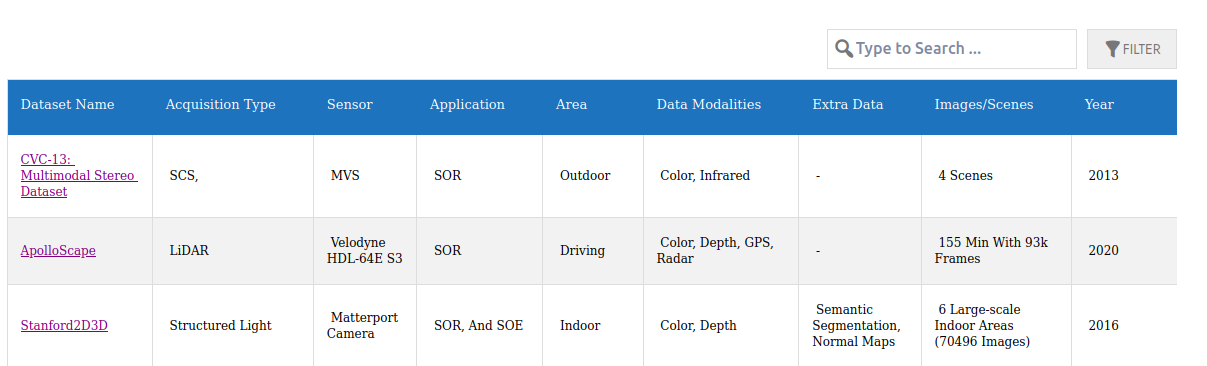 Type to Search ... FILTER
Dataset Name Acquisition Type Sensor Application Area Data Modalities Extra Data Images/Scenes Year
CVC-13:
Multimodal Stereo
Dataset
SCS,
MVS
SOR
Outdoor
Color, Infrared
-
4 Scenes
2013
ApolloScape
LiDAR
Velodyne
HDL-64E S3
SOR
Driving
Color, Depth, GPS,
Radar
-
155 Min With 93k
Frames
2020
Stanford2D3D
Structured Light
Matterport
Camera
SOR, And SOE
Indoor
Color, Depth
Semantic
Segmentation,
Normal Maps
6 Large-scale
Indoor Areas
(70496 Images)
2016